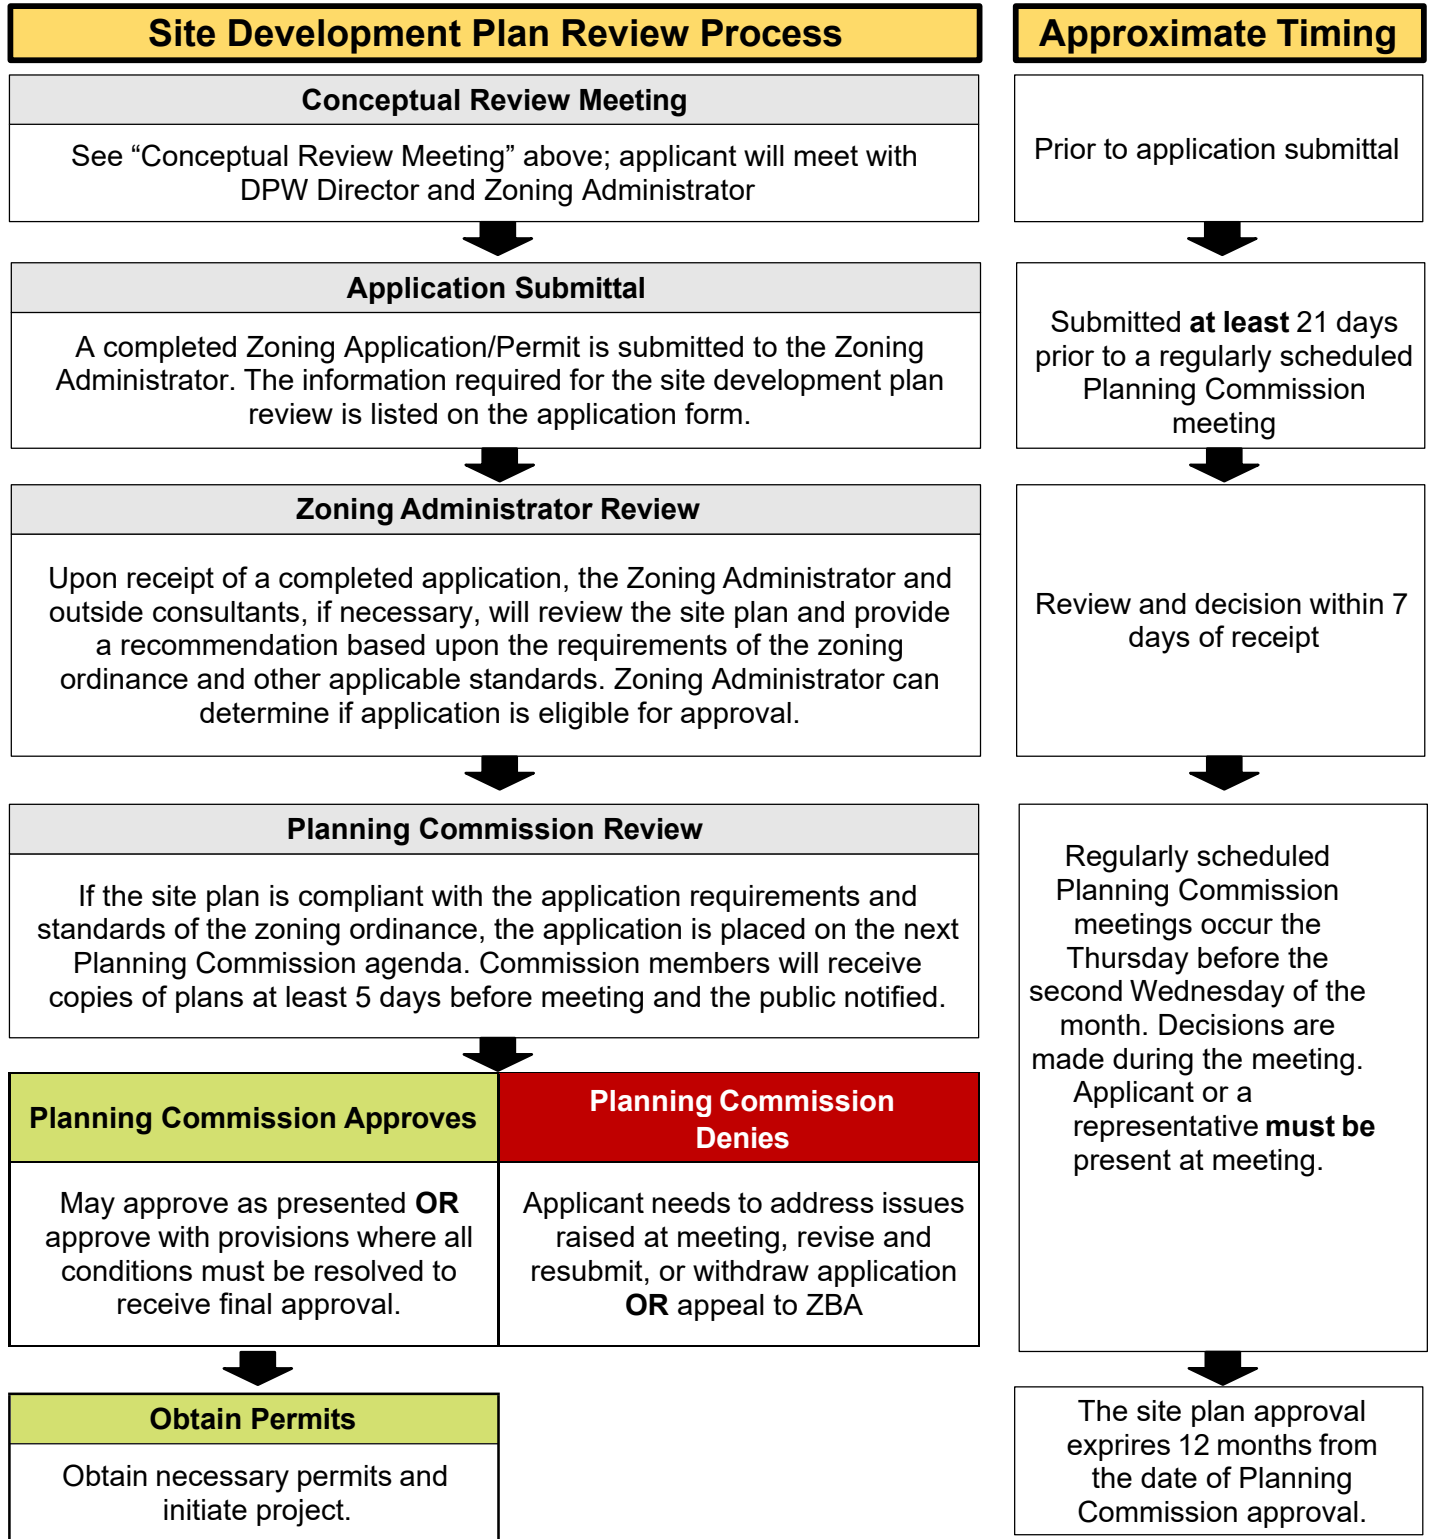 Site Development Plan Review Process
Approximate Timing
Conceptual Review Meeting
See “Conceptual Review Meeting” above; applicant will meet with
DPW Director and Zoning Administrator
Prior to application submittal
Application Submittal
A completed Zoning Application/Permit is submitted to the Zoning
Administrator. The information required for the site development plan
review is listed on the application form.
Submitted at least 21 days
prior to a regularly scheduled
Planning Commission
meeting
Zoning Administrator Review
Upon receipt of a completed application, the Zoning Administrator and
outside consultants, if necessary, will review the site plan and provide
a recommendation based upon the requirements of the zoning
ordinance and other applicable standards. Zoning Administrator can
determine if application is eligible for approval.
Review and decision within 7
days of receipt
Planning Commission Review
If the site plan is compliant with the application requirements and
standards of the zoning ordinance, the application is placed on the next
Planning Commission agenda. Commission members will receive
copies of plans at least 5 days before meeting and the public notified.
Regularly scheduled
Planning Commission
meetings occur the
Thursday before the
second Wednesday of the
month. Decisions are
made during the meeting.
Applicant or a
representative must be
present at meeting.
Planning Commission Approves
May approve as presented OR
approve with provisions where all
conditions must be resolved to
receive final approval.
Planning Commission
Denies
Applicant needs to address issues
raised at meeting, revise and
resubmit, or withdraw application
OR appeal to ZBA
Obtain Permits
Obtain necessary permits and
initiate project.
The site plan approval
exprires 12 months from
the date of Planning
Commission approval.